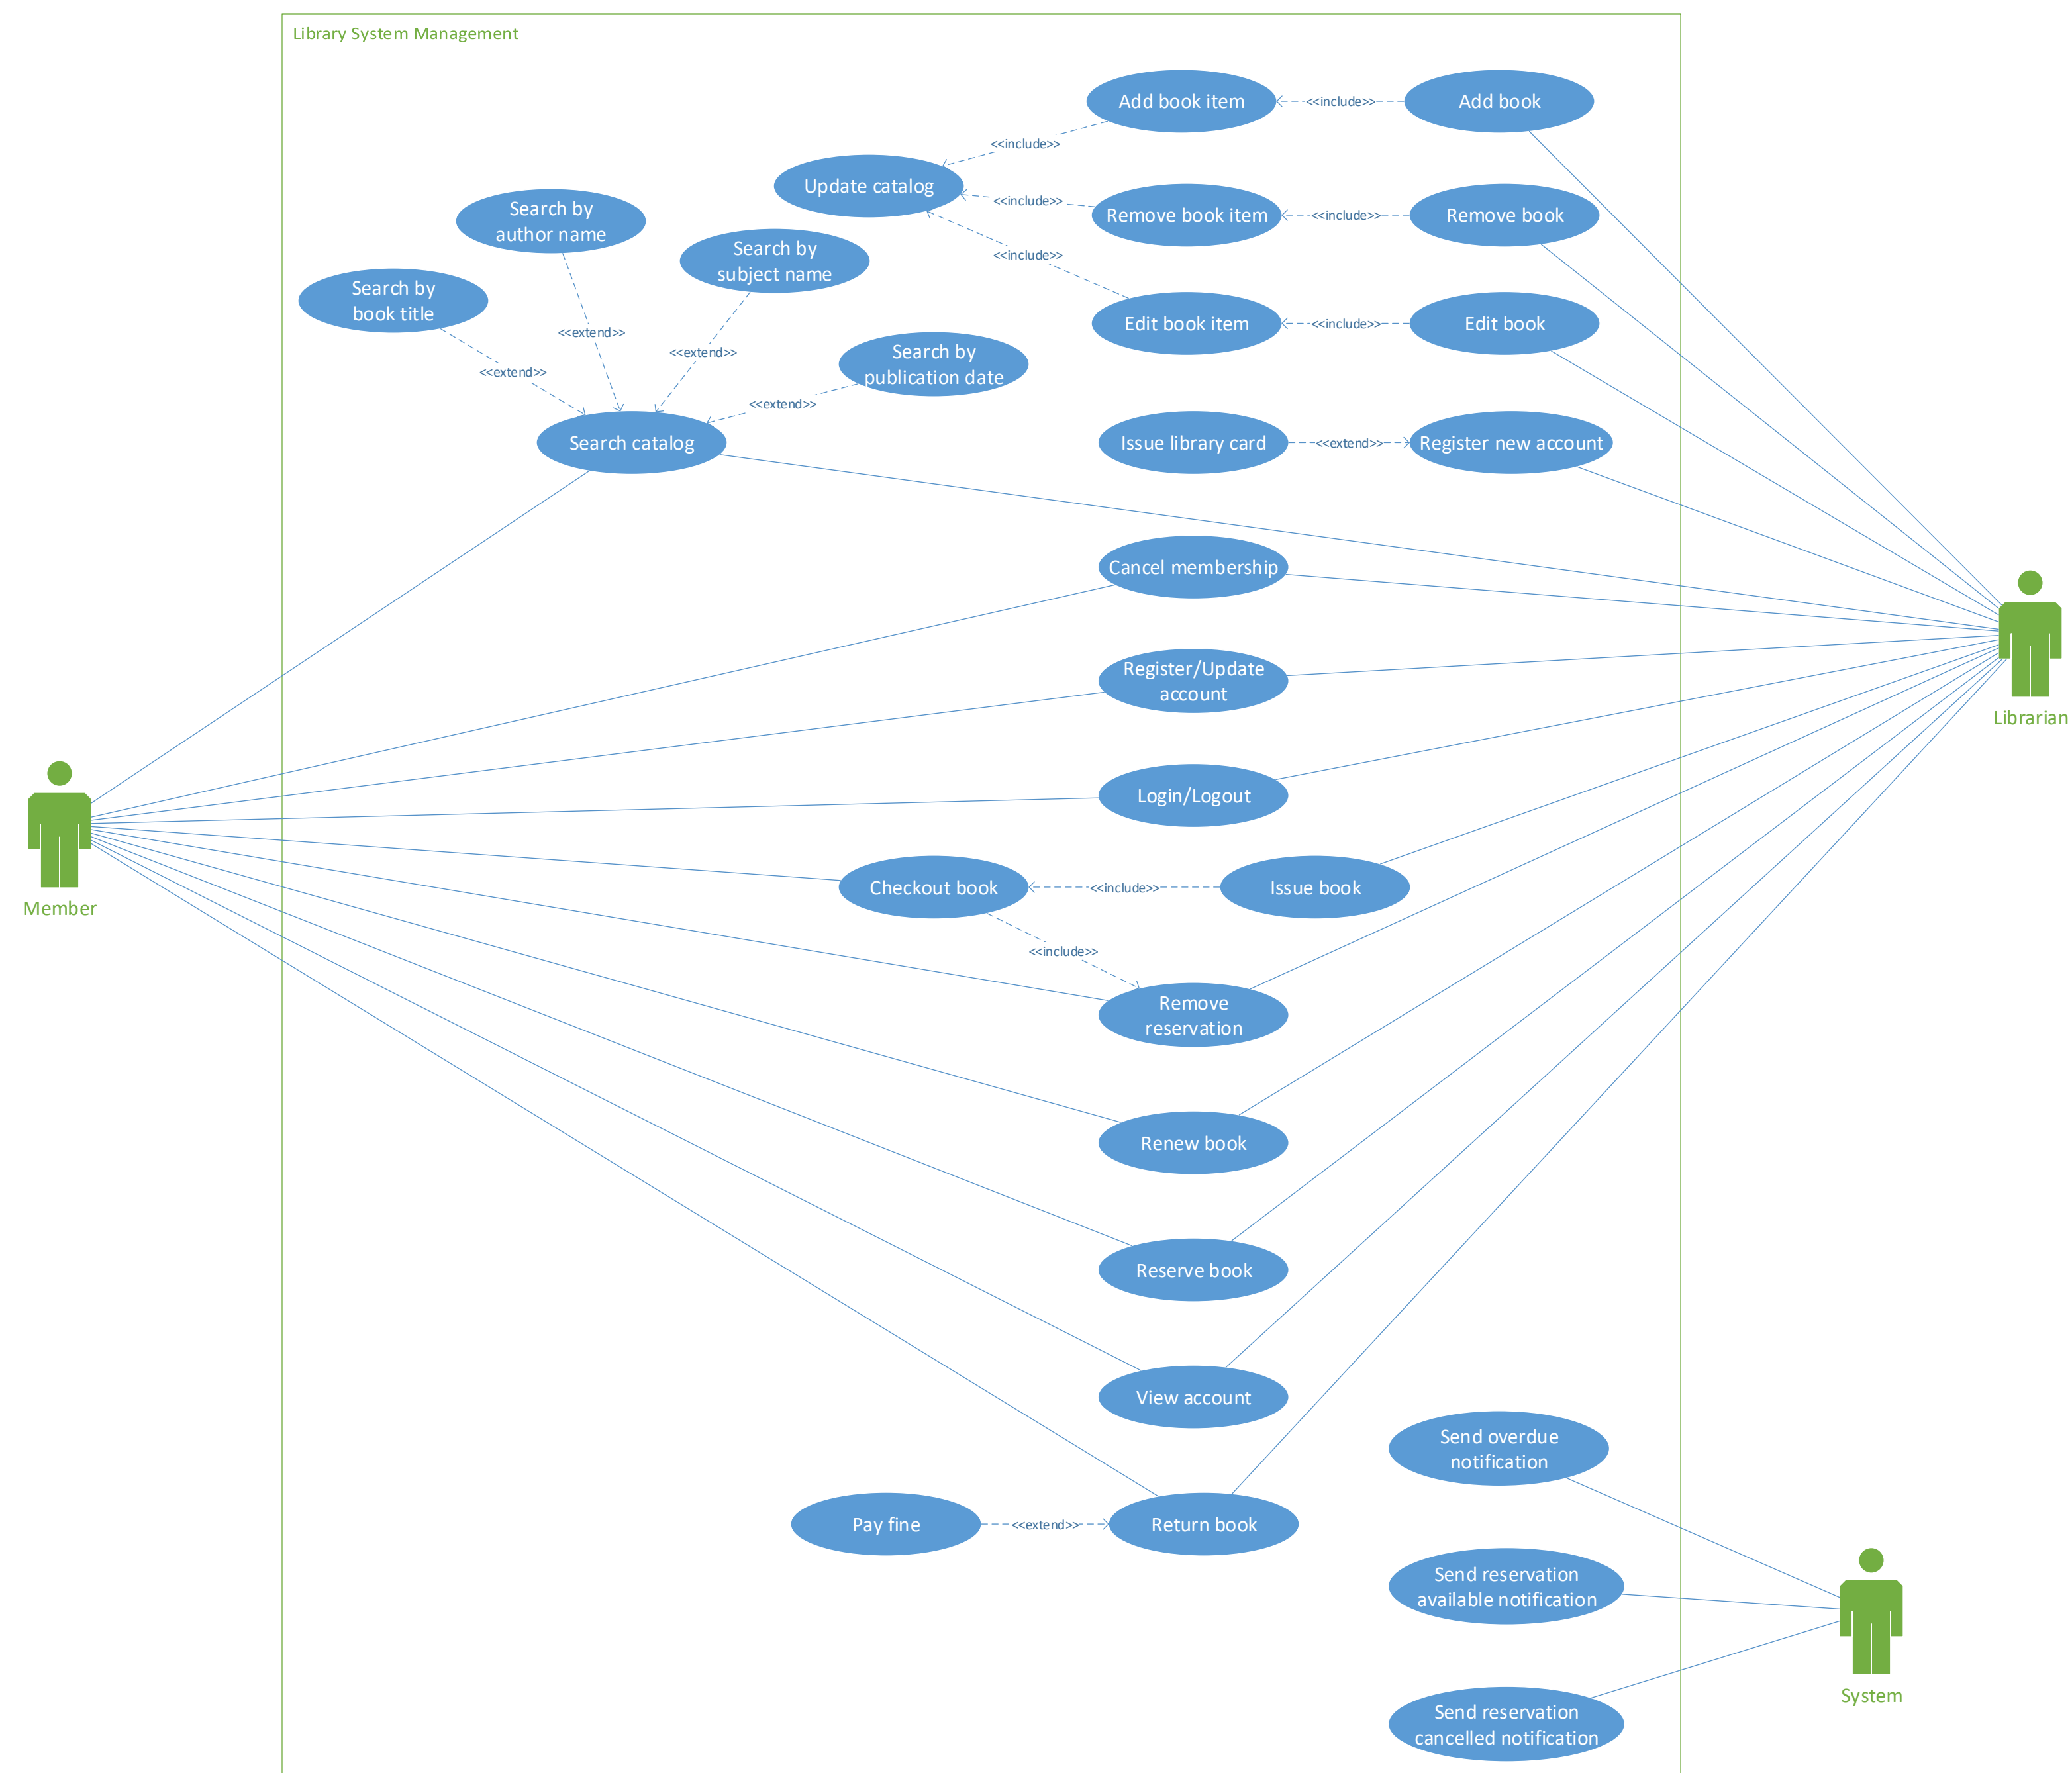 Library System Management
Add book item
<<include>>
Add book
<<include>>
Update catalog
Search by
author name
<<include>>
Remove book item
<<include>>
Remove book
Search by
subject name
<<include>>
Search by
book title
<<extend>>
Edit book item
<<include>>
Edit book
<<extend>>
Search by
publication date
<<extend>>
<<extend>>
Search catalog
Issue library card
<<extend>>
Register new account
Cancel membership
Register/Update
account
Librarian
Login/Logout
Member
Checkout book
<<include>>
Issue book
<<include>>
Remove
reservation
Renew book
Reserve book
View account
Send overdue
notification
Pay fine
<<extend>>
Return book
Send reservation
available notification
System
Send reservation
cancelled notification